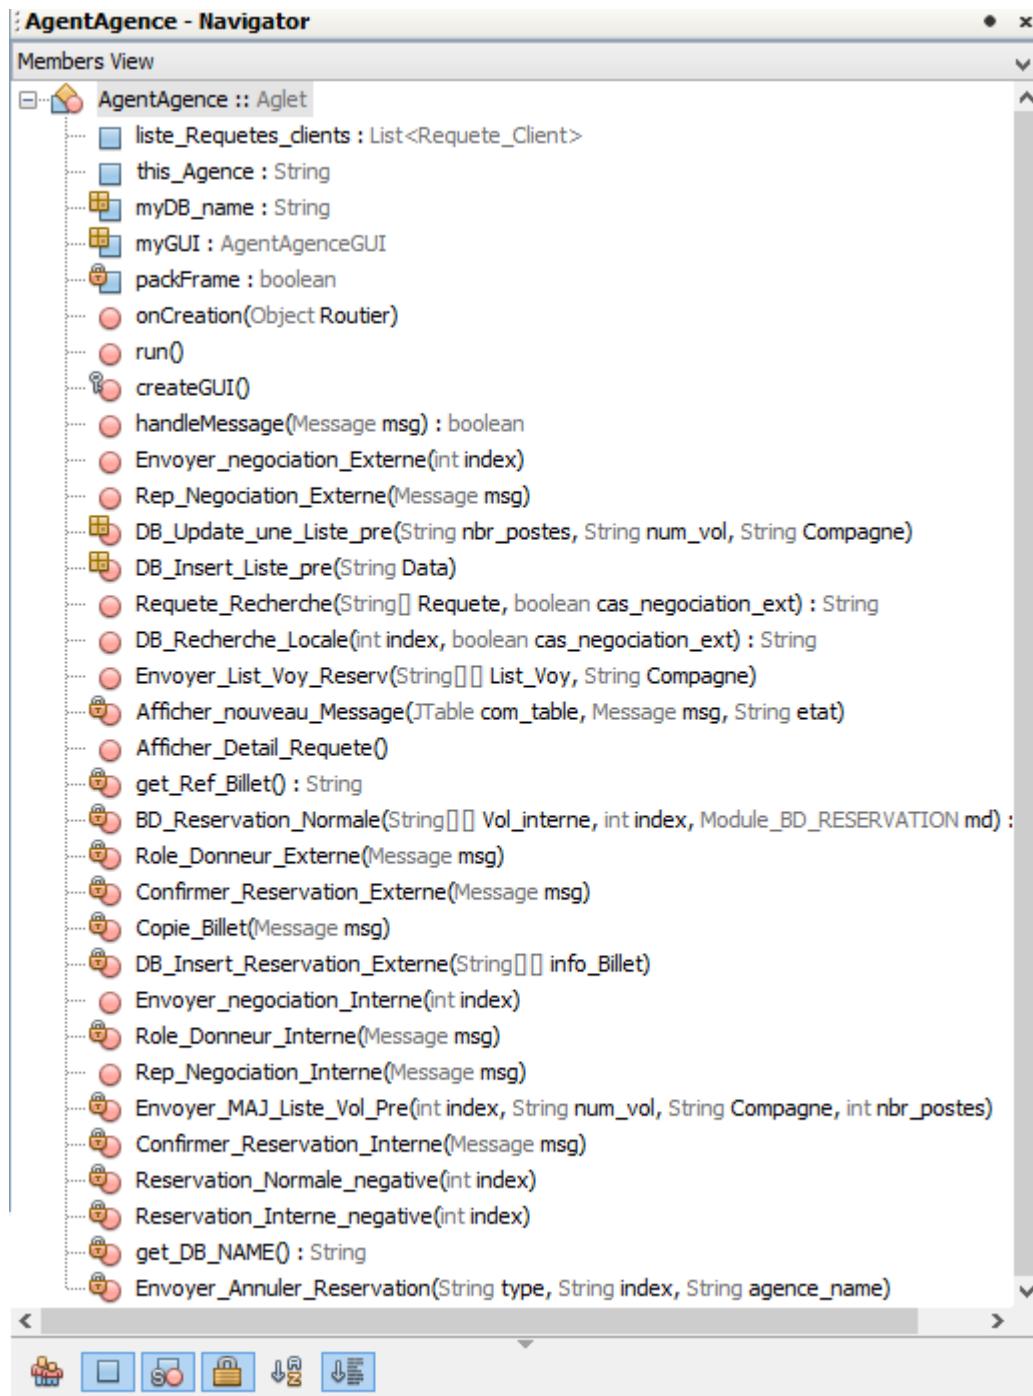 AgentAgence - Navigator
Members View
AgentAgence :: Aglet
liste_Requetes_clients : List<Requete_Client>
this_Agence : String
myDB_name : String
myGUI : AgentAgenceGUI
packFrame : boolean
onCreation(Object Routier)
run()
createGUI()
handleMessage(Message msg) : boolean
Envoyer_negociation_Externe(int index)
Rep_Negociation_Externe(Message msg)
DB_Update_une_Liste_pre(String nbr_postes, String num_vol, String Compagne)
DB_Insert_Liste_pre(String Data)
Requete_Recherche(String[] Requete, boolean cas_negociation_ext) : String
DB_Recherche_Locale(int index, boolean cas_negociation_ext) : String
Envoyer_List_Voy_Reserv(String[][] List_Voy, String Compagne)
Afficher_nouveau_Message(JTable com_table, Message msg, String etat)
Afficher_Detail_Requete()
get_Ref_Billet() : String
BD_Reservation_Normale(String[][] Vol_interne, int index, Module_BD_RESERVATION md) :
Role_Donneur_Externe(Message msg)
Confirmer_Reservation_Externe(Message msg)
Copie_Billet(Message msg)
DB_Insert_Reservation_Externe(String[][] info_Billet)
Envoyer_negociation_Interne(int index)
Role_Donneur_Interne(Message msg)
Rep_Negociation_Interne(Message msg)
Envoyer_MAJ_Liste_Vol_Pre(int index, String num_vol, String Compagne, int nbr_postes)
Confirmer_Reservation_Interne(Message msg)
Reservation_Normale_negative(int index)
Reservation_Interne_negative(int index)
get_DB_NAME() : String
Envoyer_Annuler_Reservation(String type, String index, String agence_name)